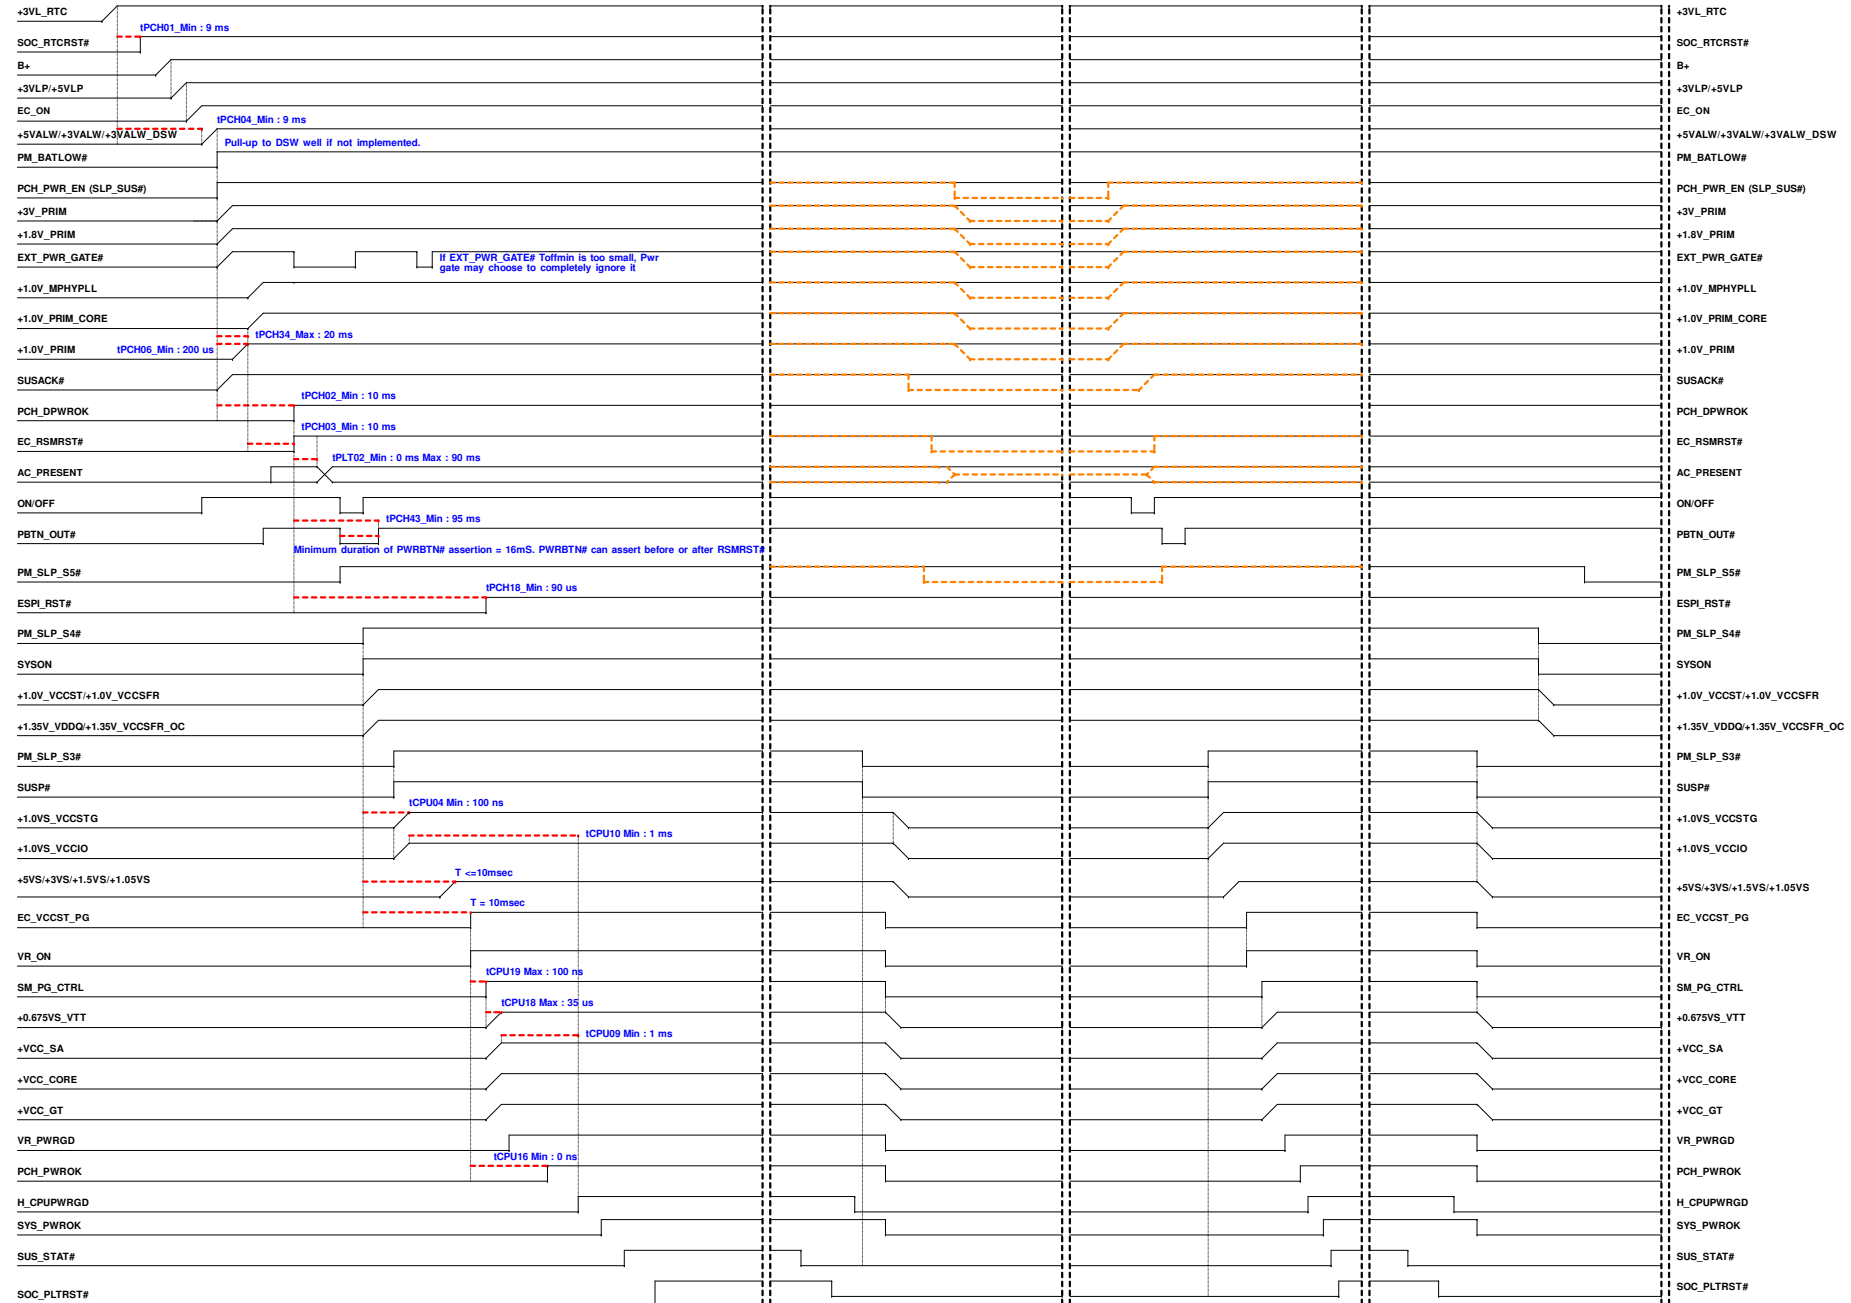 +3VL_RTC +3VL_RTC
tPCH01_Min : 9 ms
SOC_RTCRST# SOC_RTCRST#
B+ B+
+3VLP/+5VLP +3VLP/+5VLP
EC_ON EC_ON
tPCH04_Min : 9 ms
+5VALW/+3VALW/+3VALW_DSW +5VALW/+3VALW/+3VALW_DSW
Pull-up to DSW well if not implemented.
PM_BATLOW# PM_BATLOW#
PCH_PWR_EN (SLP_SUS#) PCH_PWR_EN (SLP_SUS#)
+3V_PRIM +3V_PRIM
+1.8V_PRIM +1.8V_PRIM
EXT_PWR_GATE# EXT_PWR_GATE#
If EXT_PWR_GATE# Toffmin is too small, Pwr
gate may choose to completely ignore it
+1.0V_MPHYPLL +1.0V_MPHYPLL
+1.0V_PRIM_CORE +1.0V_PRIM_CORE
tPCH34_Max : 20 ms
+1.0V_PRIM tPCH06_Min : 200 us +1.0V_PRIM
SUSACK# SUSACK#
tPCH02_Min : 10 ms
PCH_DPWROK PCH_DPWROK
tPCH03_Min : 10 ms
EC_RSMRST# EC_RSMRST#
tPLT02_Min : 0 ms Max : 90 ms
AC_PRESENT AC_PRESENT
ON/OFF ON/OFF
tPCH43_Min : 95 ms
PBTN_OUT# PBTN_OUT#
Minimum duration of PWRBTN# assertion = 16mS. PWRBTN# can assert before or after RSMRST#
PM_SLP_S5# PM_SLP_S5#
tPCH18_Min : 90 us
ESPI_RST# ESPI_RST#
PM_SLP_S4# PM_SLP_S4#
SYSON SYSON
+1.0V_VCCST/+1.0V_VCCSFR +1.0V_VCCST/+1.0V_VCCSFR
+1.35V_VDDQ/+1.35V_VCCSFR_OC +1.35V_VDDQ/+1.35V_VCCSFR_OC
PM_SLP_S3# PM_SLP_S3#
SUSP# SUSP#
tCPU04 Min : 100 ns
+1.0VS_VCCSTG +1.0VS_VCCSTG
tCPU10 Min : 1 ms
+1.0VS_VCCIO +1.0VS_VCCIO
T <=10msec
+5VS/+3VS/+1.5VS/+1.05VS +5VS/+3VS/+1.5VS/+1.05VS
T = 10msec
EC_VCCST_PG EC_VCCST_PG
VR_ON VR_ON
tCPU19 Max : 100 ns
SM_PG_CTRL SM_PG_CTRL
tCPU18 Max : 35 us
+0.675VS_VTT +0.675VS_VTT
tCPU09 Min : 1 ms
+VCC_SA +VCC_SA
+VCC_CORE +VCC_CORE
+VCC_GT +VCC_GT
VR_PWRGD VR_PWRGD
tCPU16 Min : 0 ns
PCH_PWROK PCH_PWROK
H_CPUPWRGD H_CPUPWRGD
SYS_PWROK SYS_PWROK
SUS_STAT# SUS_STAT#
SOC_PLTRST# SOC_PLTRST#